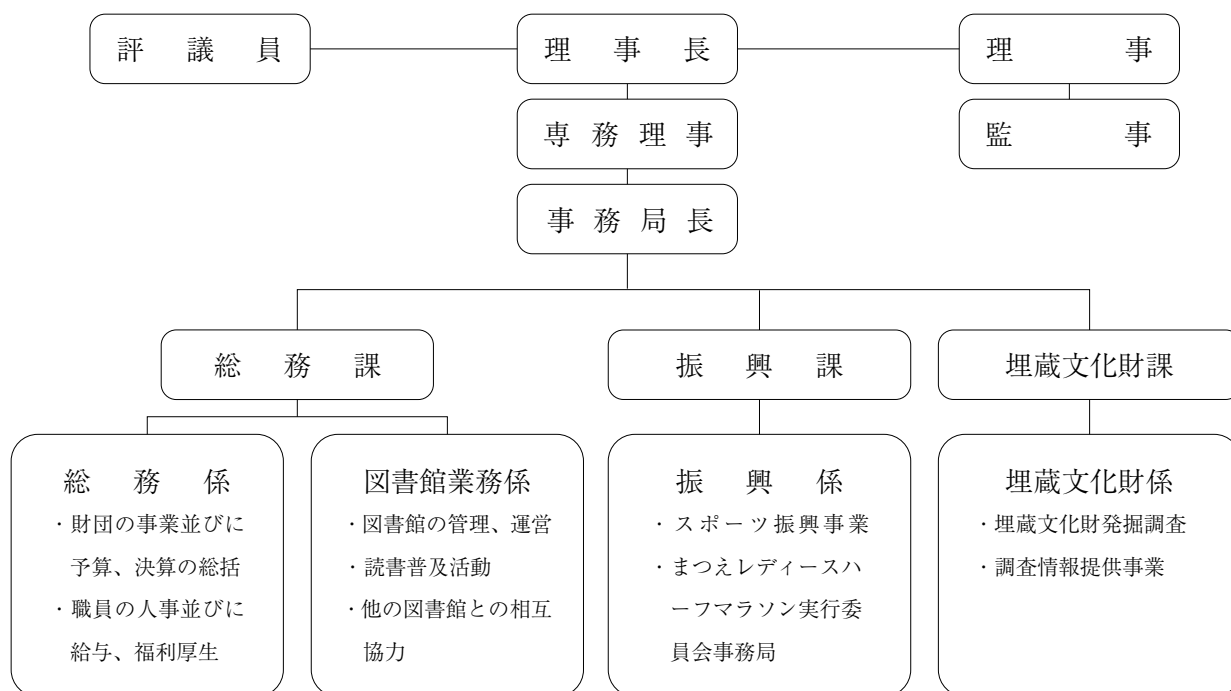 評議員
理事長
理事
専務理事
監事
事務局長
総務課
振興課
埋蔵文化財課
総務係
・財団の事業並びに
予算、決算の総括
・職員の人事並びに
給与、福利厚生
図書館業務係
・図書館の管理、運営
・読書普及活動
・他の図書館との相互
協力
振興係
・スポーツ振興事業
・まつえレディースハ
ーフマラソン実行委
員会事務局
埋蔵文化財係
・埋蔵文化財発掘調査
・調査情報提供事業